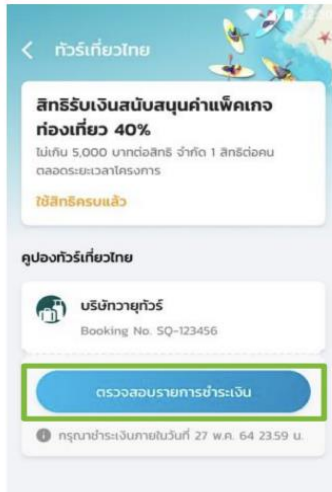 ทัวร์เที่ยวไทย
สิทธิรับเงินสนับสนุนค่าแพ็คเกจ
ท่องเที่ยว 40%
ไม่เกิน 5,000 บาทต่อสิทธิ จำกัด 1 สิทธิต่อคน
ตลอดระยะเวลาโครงการ
ใช้สิทธิครบแล้ว
คูปองทัวร์เที่ยวไทย
บริษัทวายุทัวร์
Booking No. SQ-123456
ตรวจสอบรายการชำระเงิน
กรุณาชำระเงินภายในวันที่ 27 พ.ค. 64 23.59 น.